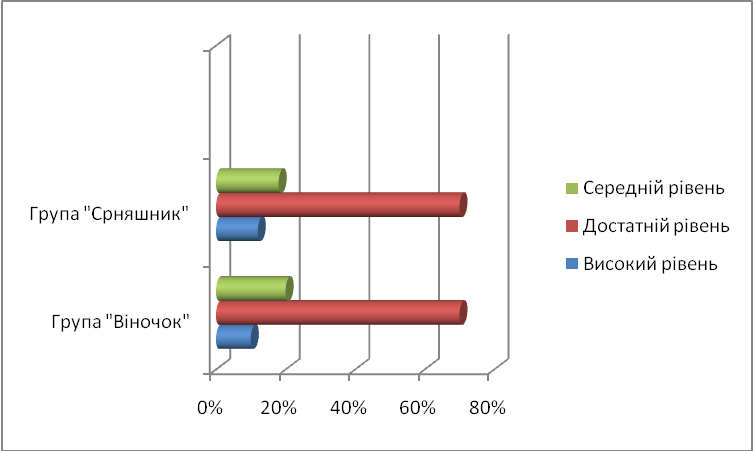 Група "Срняшник"
Група "Віночок"
0% 20% 40% 60% 80%
Середній рівень
Достатній рівень
Високий рівень